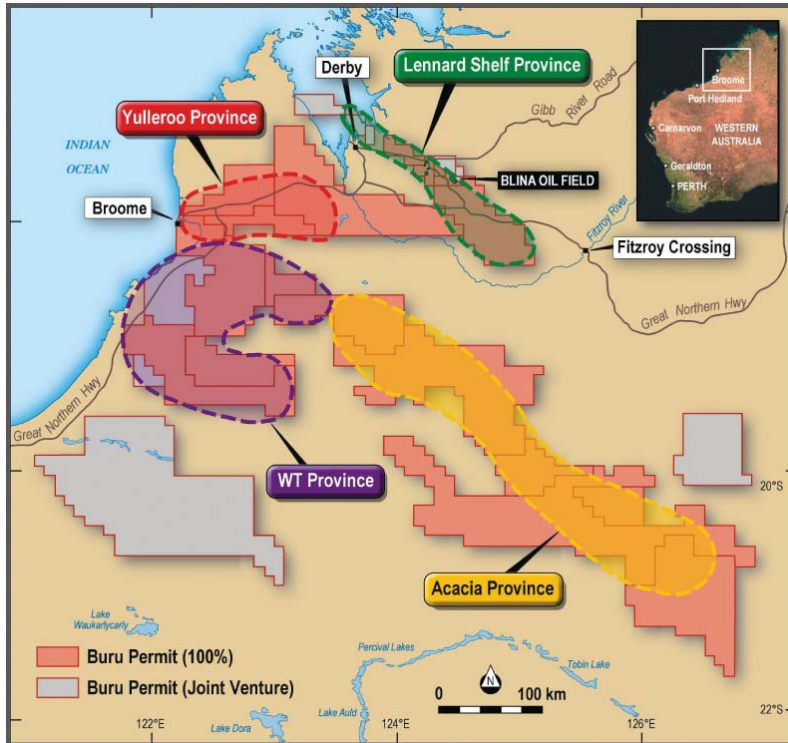 Derby
Lennard Shelf Province
Gibb River Road
Yulleroo Province
INDIAN
OCEAN
BLINA OIL FIELD
Broome
Fitzroy River
Fitzroy Crossing
Great Northern Hwy
Broome
Port Hedland
Carnarvon
WESTERN
AUSTRALIA
Geraldton
PERTH
Great Northern Hwy
WT Province
20°S
Acacia Province
Lake
Waukarlycarly
Buru Permit (100%)
Buru Permit (Joint Venture)
Percival Lakes
Tobin Lake
N
0 100 km
Lake Auld
Lake Dora
22°S
122°E
124°E
126°E